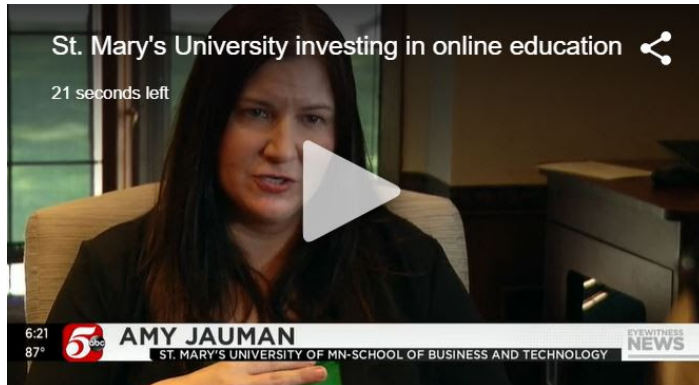 St. Mary's University investing in online education
21 seconds left
6:21
87°
5 abc
AMY JAUMAN
ST. MARY'S UNIVERSITY OF MN-SCHOOL OF BUSINESS AND TECHNOLOGY
EYEWITNESS
NEWS